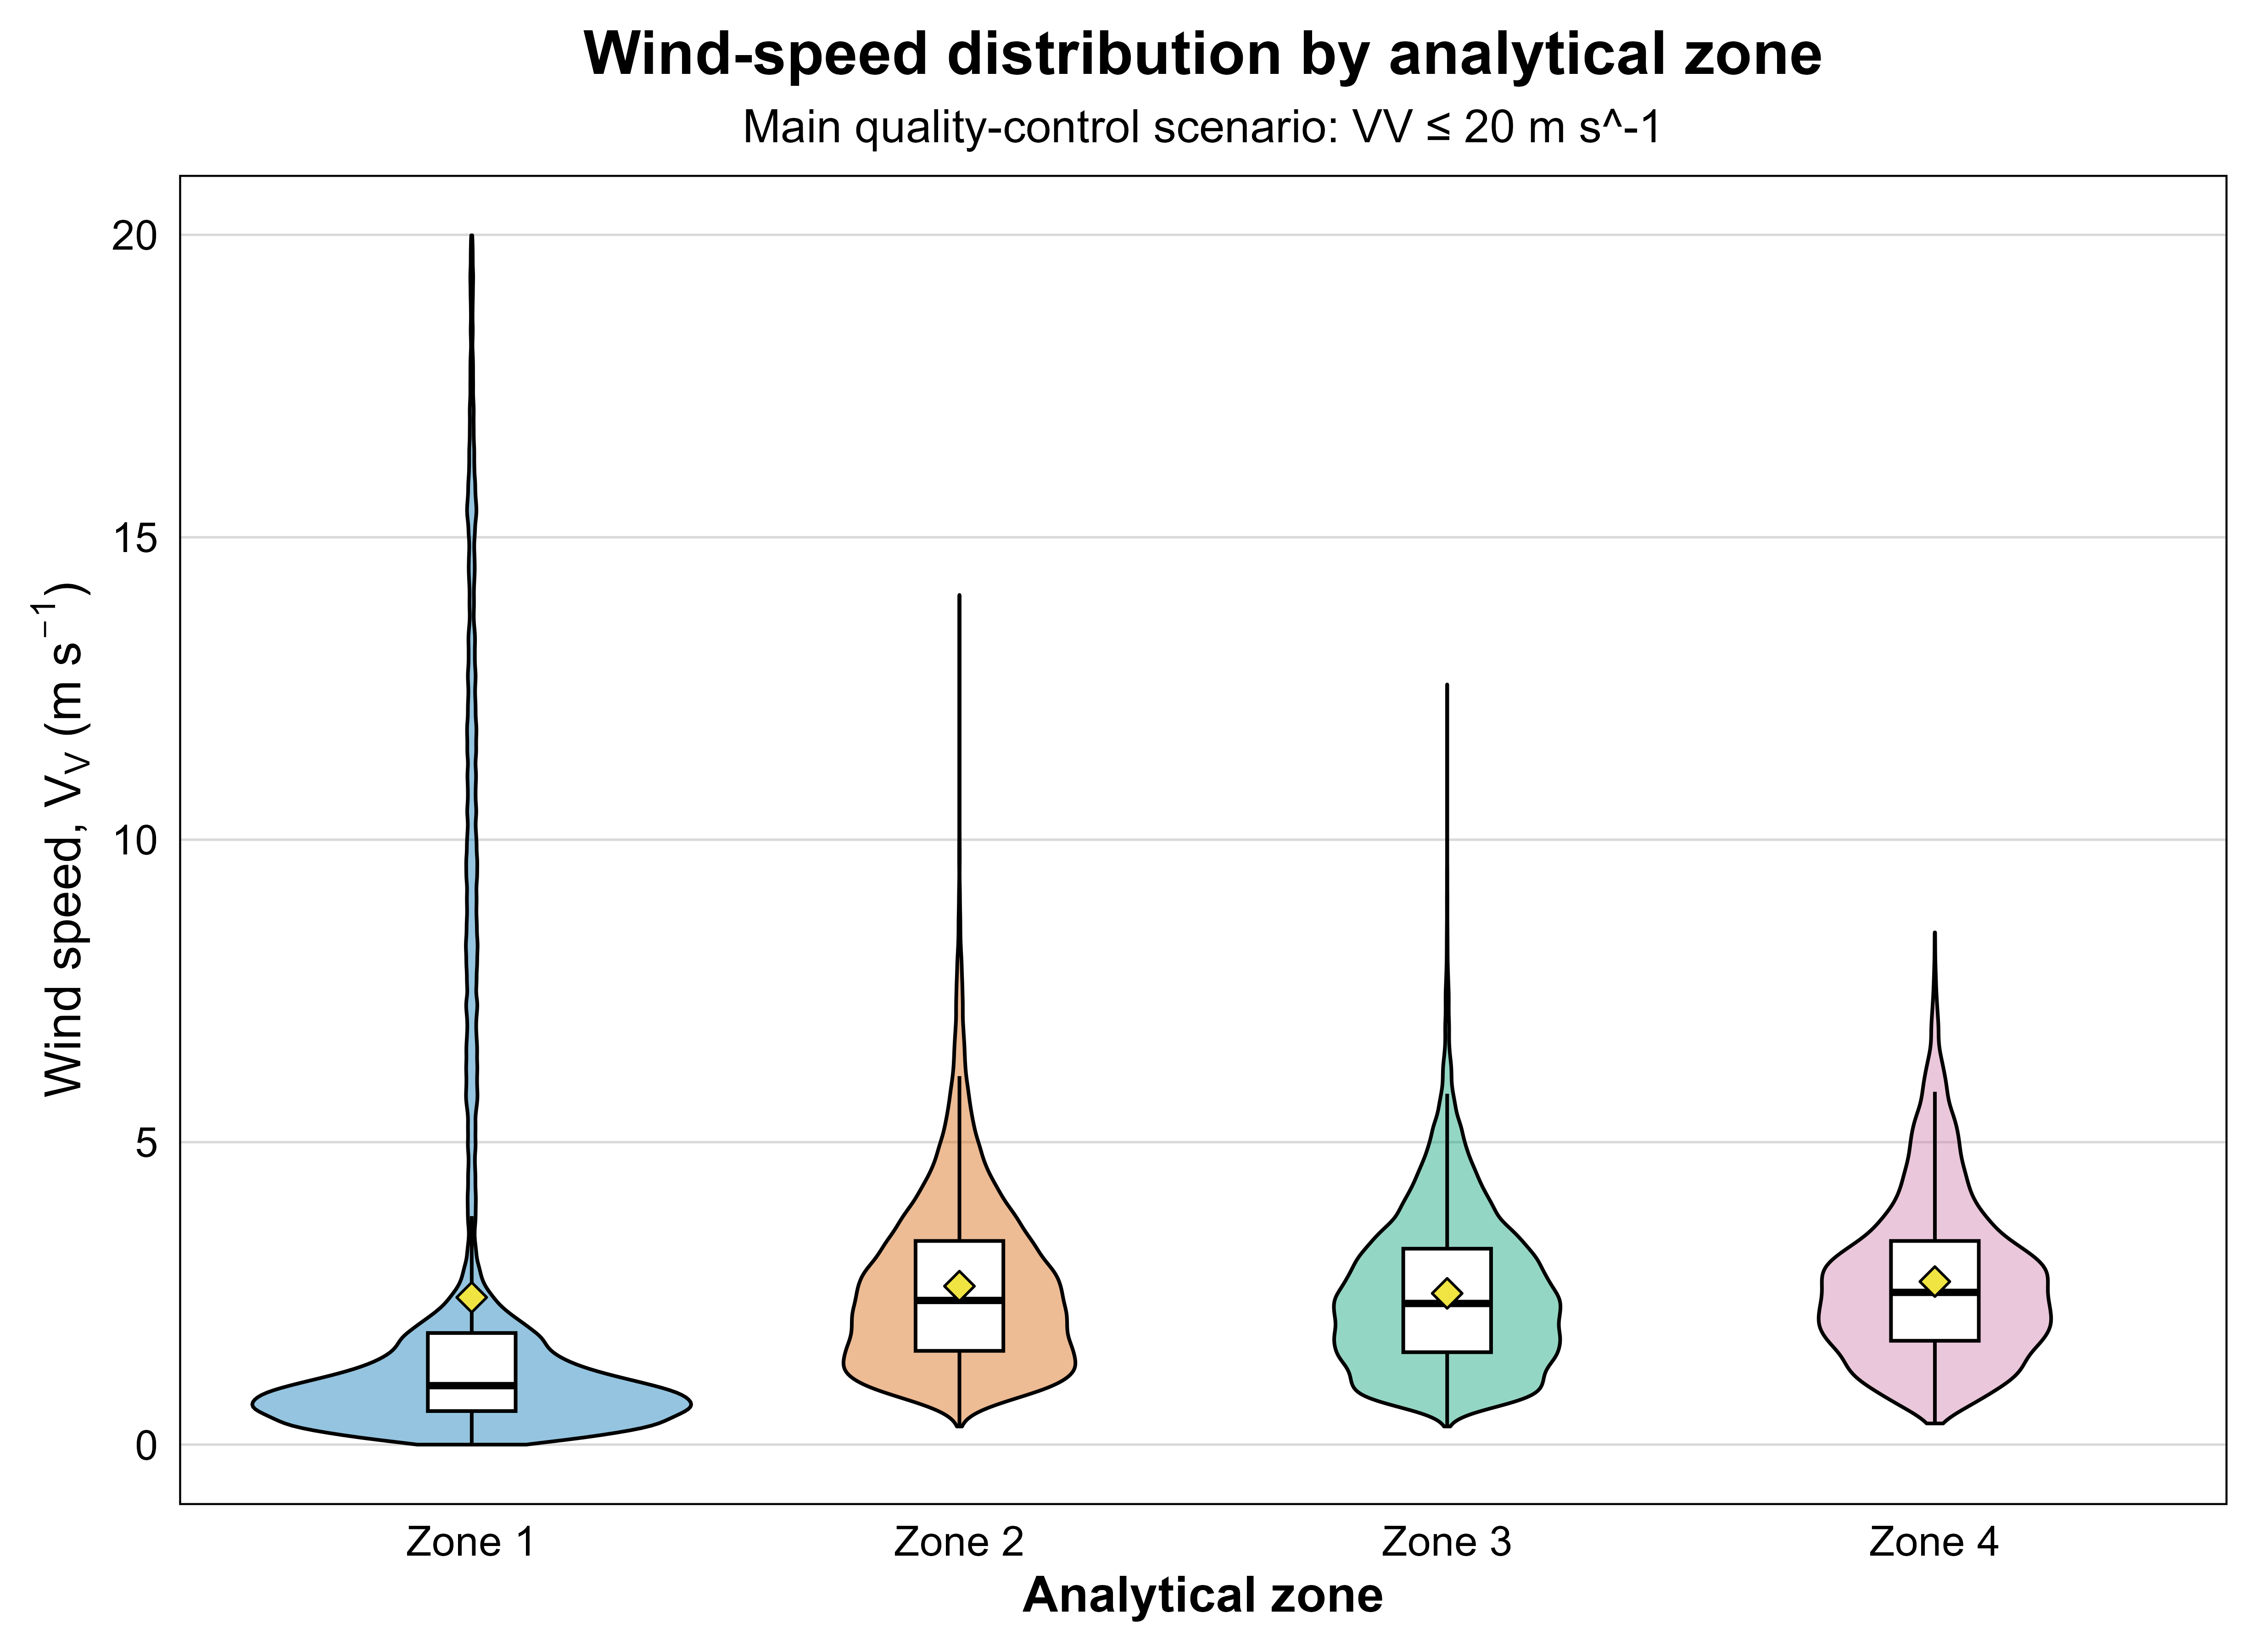 Wind-speed distribution by analytical zone
Main quality-control scenario: VV ≤ 20 m s^-1
Wind speed, V_V (m s⁻¹)
20
15
10
5
0
Zone 1 Zone 2 Zone 3 Zone 4
Analytical zone